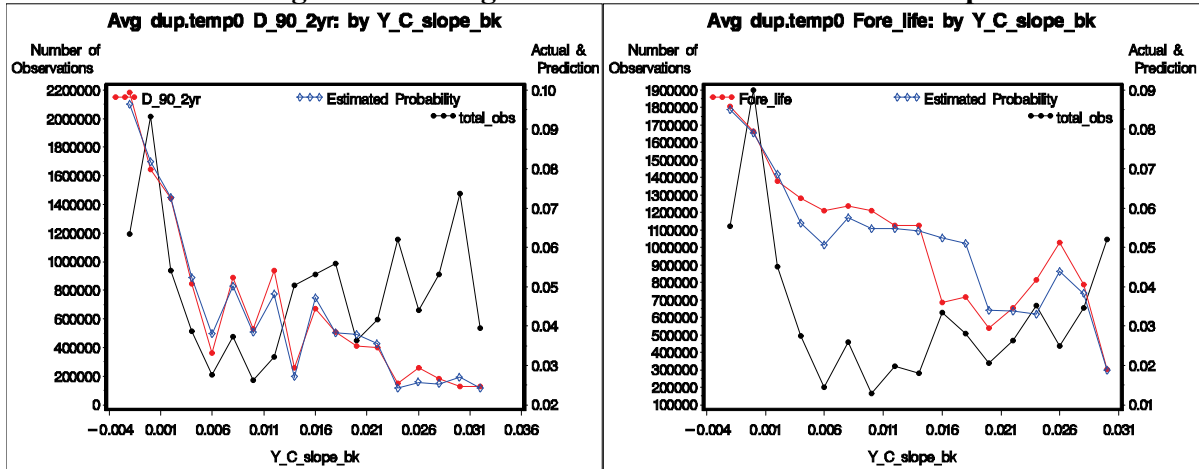 Avg dup.temp0 D_90_2yr: by Y_C_slope_bk
Number of
Observations
Actual &
Prediction
D_90_2yr
Estimated Probability
total_obs
2200000
2000000
1800000
1600000
1400000
1200000
1000000
800000
600000
400000
200000
0
0.10
0.09
0.08
0.07
0.06
0.05
0.04
0.03
0.02
−0.004 0.001 0.006 0.011 0.016 0.021 0.026 0.031 0.036
Y_C_slope_bk
Avg dup.temp0 Fore_life: by Y_C_slope_bk
Number of
Observations
Actual &
Prediction
Fore_life
Estimated Probability
total_obs
1900000
1800000
1700000
1600000
1500000
1400000
1300000
1200000
1100000
1000000
900000
800000
700000
600000
500000
400000
300000
200000
100000
0.09
0.08
0.07
0.06
0.05
0.04
0.03
0.02
0.01
−0.004 0.001 0.006 0.011 0.016 0.021 0.026 0.031
Y_C_slope_bk